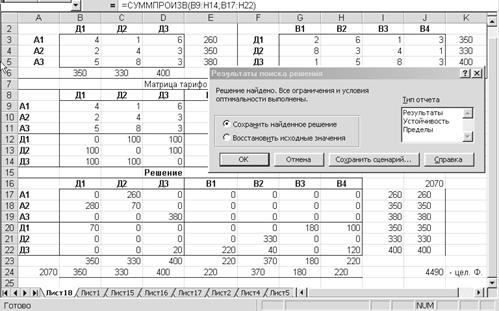 =СУММПРОИЗВ(B9:H14;B17:H22)
B C D E F G H I J K
2 Д1 Д2 Д3 В1 В2 В3 В4
3 А1 4 1 6 260 Д1 2 6 1 3 350
4 А2 2 4 3 350 Д2 8 3 4 1 330
5 А3 5 8 3 380 Д3 1 5 8 3 400
6 350 330 400
7 Матрица тарифо
8 Д1 Д2 Д3
9 А1 4 1 6
10 А2 2 4 3
11 А3 5 8 3
12 Д1 0 100 100
13 Д2 100 0 100
14 Д3 100 100 0
Результаты поиска решения
Решение найдено. Все ограничения и условия
оптимальности выполнены.
Тип отчета
Результаты
Устойчивость
Пределы
Сохранить найденное решение
Восстановить исходные значения
ОК Отмена Сохранить сценарий... Справка
15 Решение
16 Д1 Д2 Д3 В1 В2 В3 В4 2070
17 А1 0 260 0 0 0 0 0 260 260
18 А2 280 70 0 0 0 0 0 350 350
19 А3 0 0 380 0 0 0 0 380 380
20 Д1 70 0 0 0 0 180 100 350 350
21 Д2 0 0 0 0 330 0 0 330 330
22 Д3 0 0 20 220 40 0 120 400 400
23 350 330 400 220 370 180 220
24 2070 350 330 400 220 370 180 220 4490 - цел. Ф.
25
Лист18 Лист1 Лист15 Лист16 Лист17 Лист2 Лист4 Лист5
Готово NUM